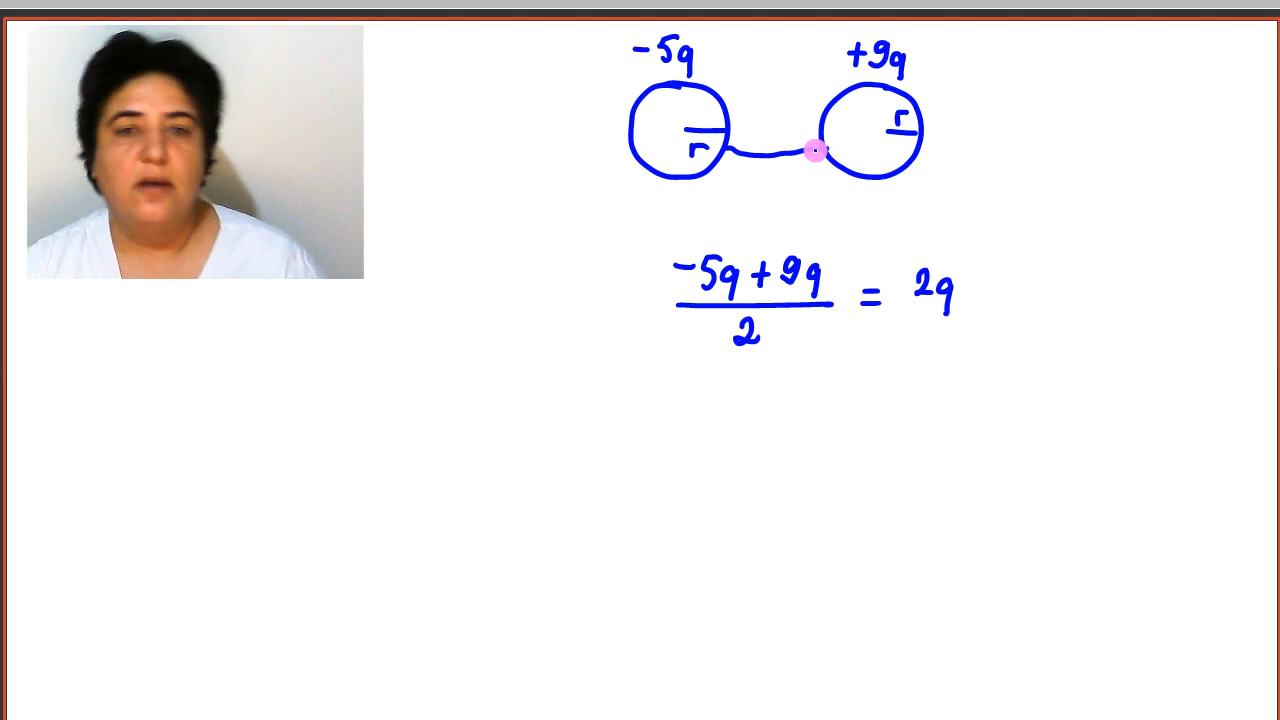 -5q +9q
r r
-5q + 9q
2
= 2q